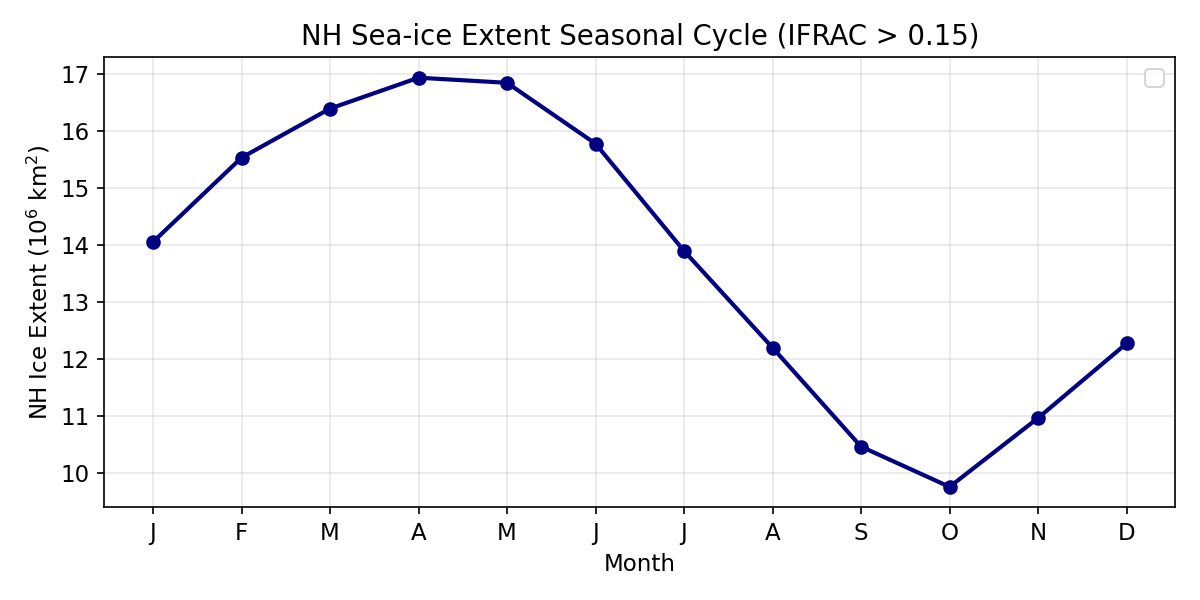 NH Sea-ice Extent Seasonal Cycle (IFRAC > 0.15)
NH Ice Extent (10⁶ km²)
17
16
15
14
13
12
11
10
J F M A M J J A S O N D
Month